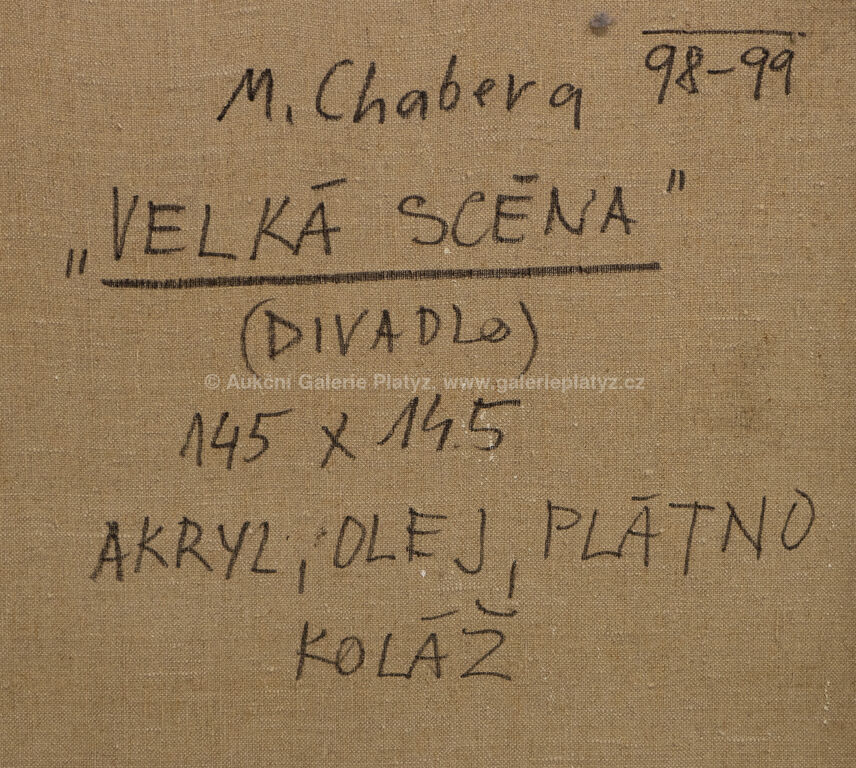 M. Chabera 98-99
„VELKÁ SCÉNA"
(DIVADLO)
© Aukční Galerie Platýz, www.galerieplatyz.cz
145 x 145
AKRYL, OLEJ, PLÁTNO
KOLÁŽ